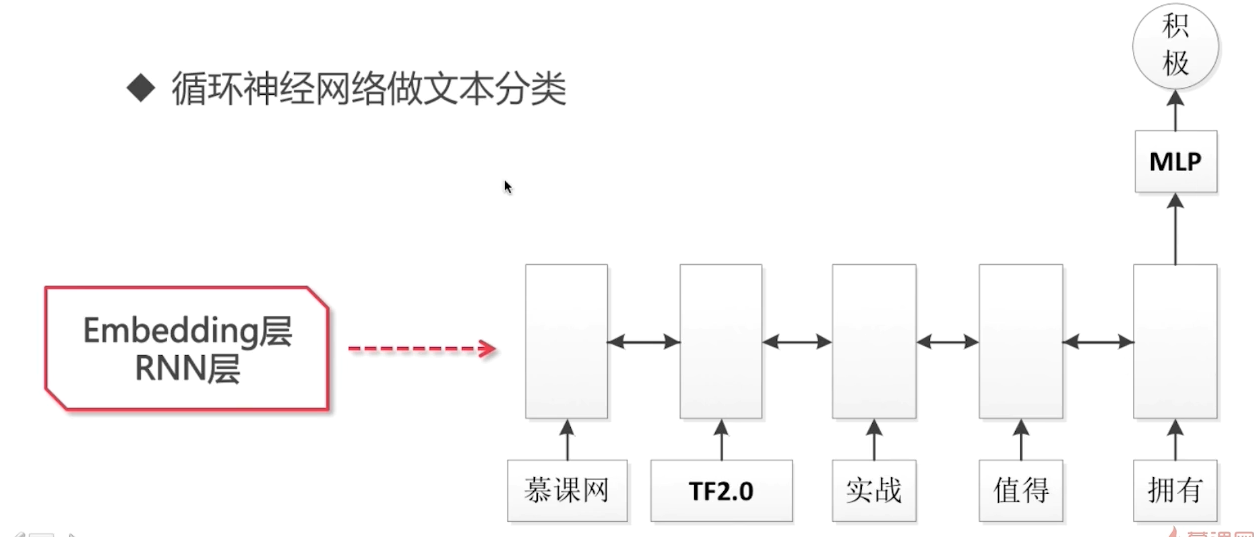 ◆ 循环神经网络做文本分类
积
极
MLP
Embedding层
RNN层
慕课网
TF2.0
实战
值得
拥有